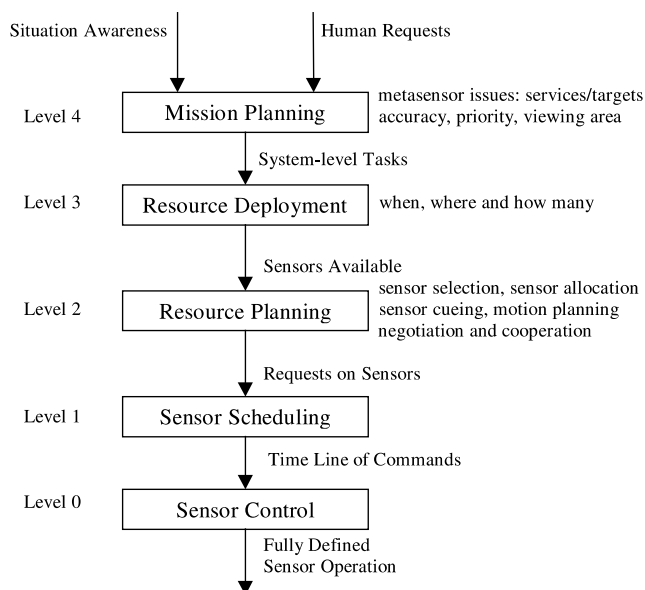 Situation Awareness
Human Requests
Level 4
Mission Planning
metasensor issues: services/targets
accuracy, priority, viewing area
System-level Tasks
Level 3
Resource Deployment
when, where and how many
Sensors Available
Level 2
Resource Planning
sensor selection, sensor allocation
sensor cueing, motion planning
negotiation and cooperation
Requests on Sensors
Level 1
Sensor Scheduling
Time Line of Commands
Level 0
Sensor Control
Fully Defined
Sensor Operation